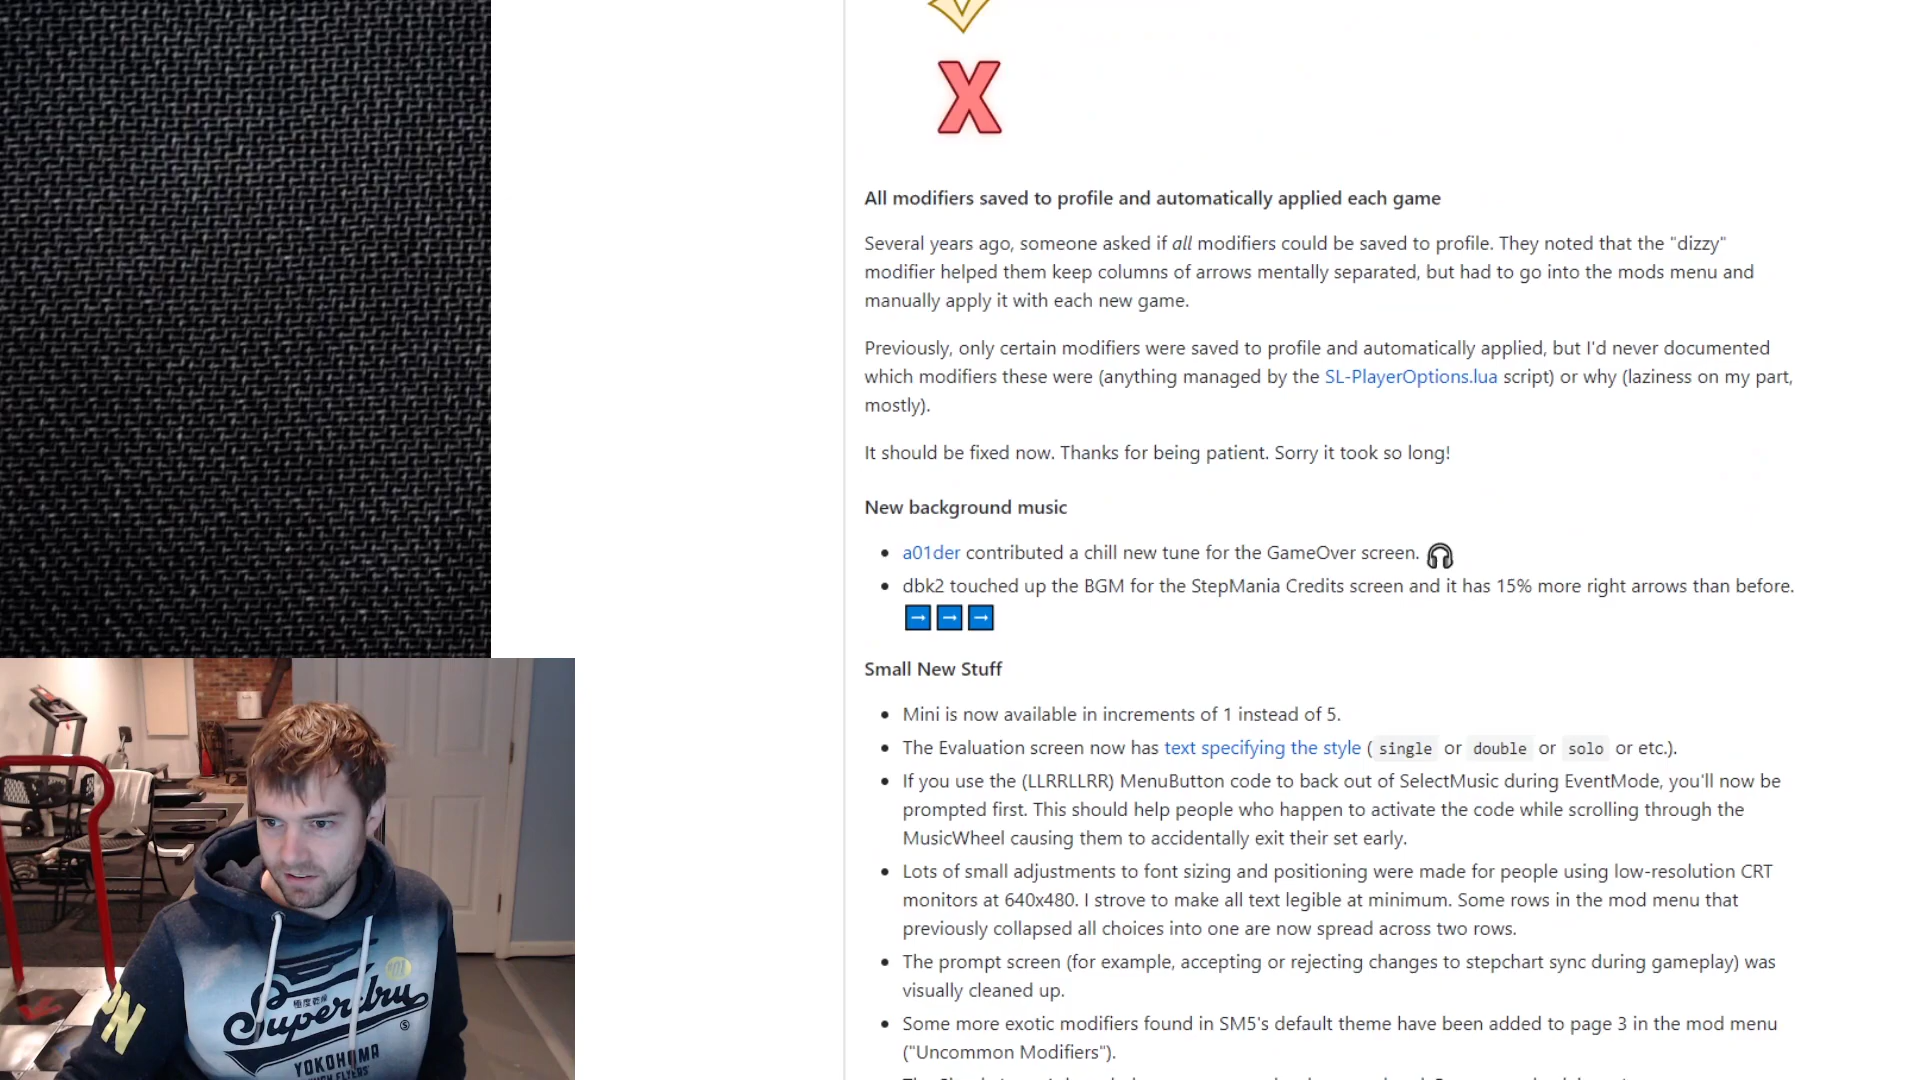 All modifiers saved to profile and automatically applied each game
Several years ago, someone asked if all modifiers could be saved to profile. They noted that the "dizzy"
modifier helped them keep columns of arrows mentally separated, but had to go into the mods menu and
manually apply it with each new game.
Previously, only certain modifiers were saved to profile and automatically applied, but I'd never documented
which modifiers these were (anything managed by the SL-PlayerOptions.lua script) or why (laziness on my part,
mostly).
It should be fixed now. Thanks for being patient. Sorry it took so long!
New background music
a01der contributed a chill new tune for the GameOver screen.
dbk2 touched up the BGM for the StepMania Credits screen and it has 15% more right arrows than before.
Small New Stuff
Mini is now available in increments of 1 instead of 5.
The Evaluation screen now has text specifying the style ( single or double or solo or etc.).
If you use the (LLRRLLRR) MenuButton code to back out of SelectMusic during EventMode, you'll now be
prompted first. This should help people who happen to activate the code while scrolling through the
MusicWheel causing them to accidentally exit their set early.
Lots of small adjustments to font sizing and positioning were made for people using low-resolution CRT
monitors at 640x480. I strove to make all text legible at minimum. Some rows in the mod menu that
previously collapsed all choices into one are now spread across two rows.
The prompt screen (for example, accepting or rejecting changes to stepchart sync during gameplay) was
visually cleaned up.
Some more exotic modifiers found in SM5's default theme have been added to page 3 in the mod menu
("Uncommon Modifiers").
Superdry
YOKOHOMA